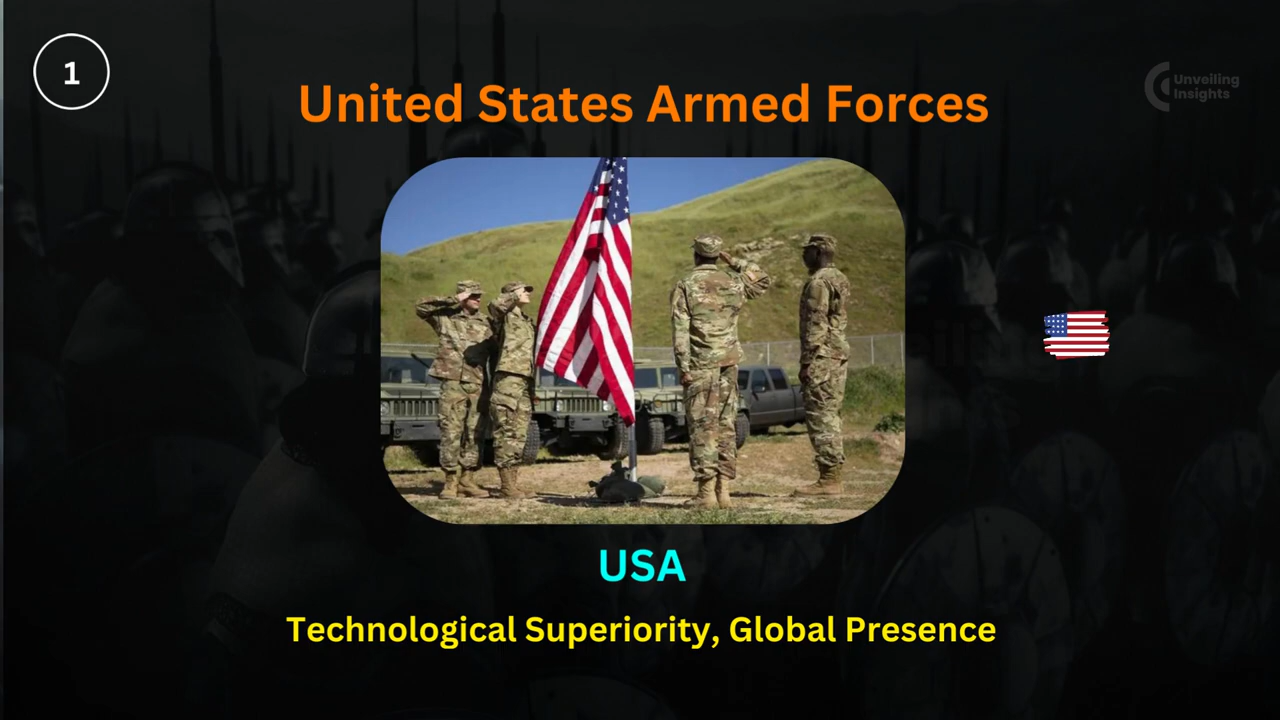 1
Unveiling
Insights
United States Armed Forces
USA
Technological Superiority, Global Presence